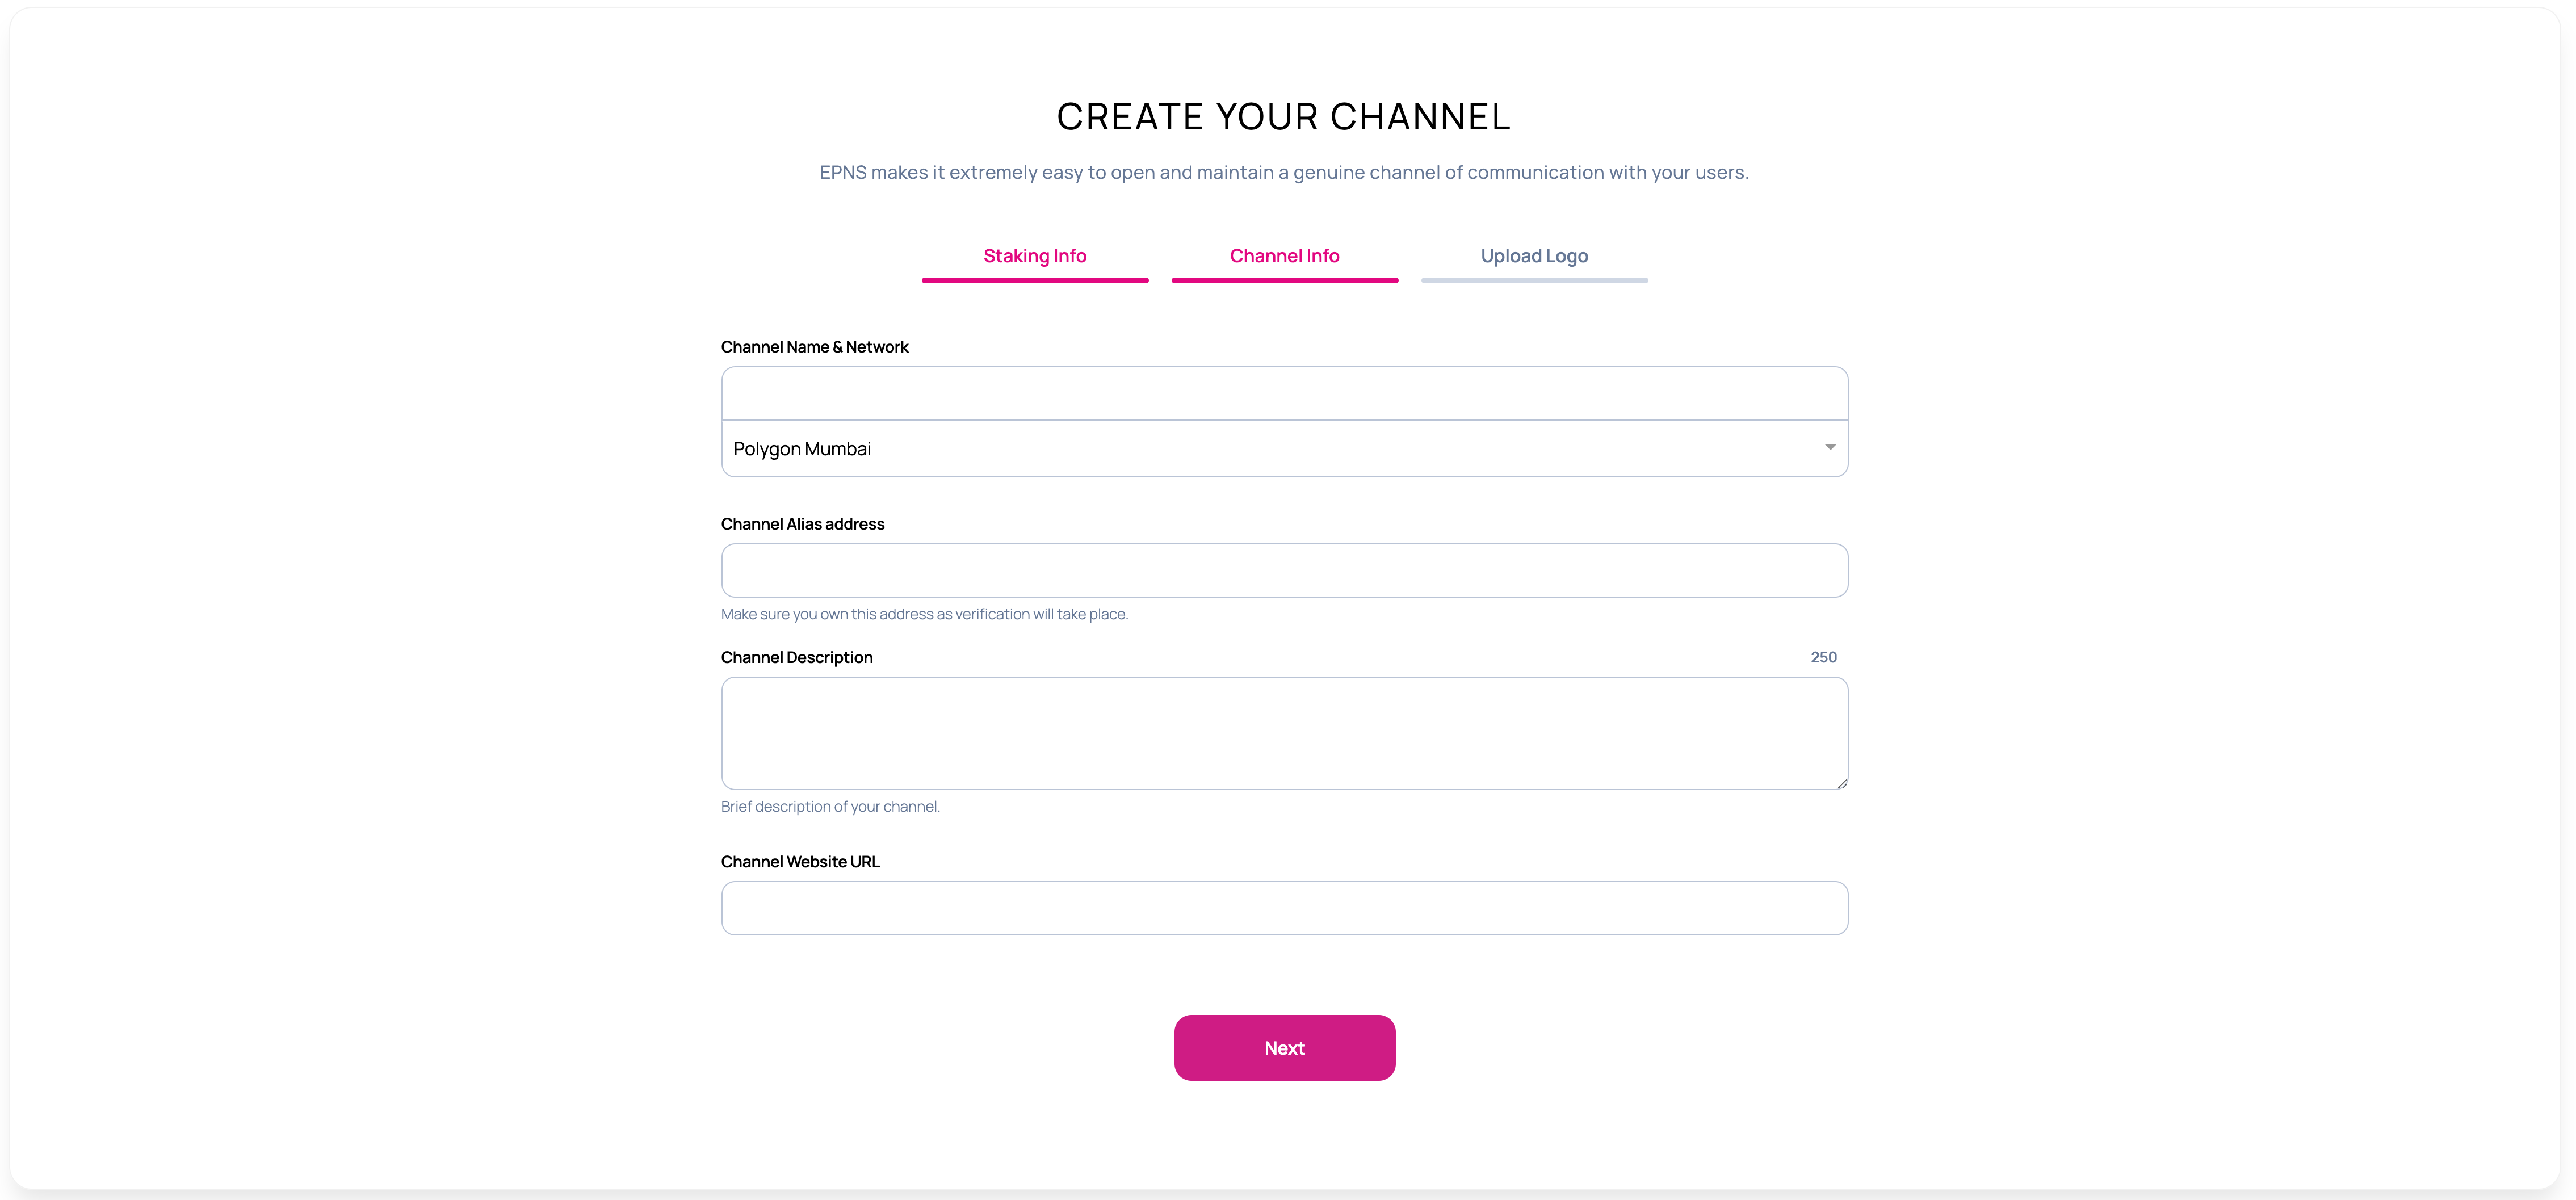 CREATE YOUR CHANNEL
EPNS makes it extremely easy to open and maintain a genuine channel of communication with your users.
Staking Info
Channel Info
Upload Logo
Channel Name & Network
Polygon Mumbai
Channel Alias address
Make sure you own this address as verification will take place.
Channel Description
250
Brief description of your channel.
Channel Website URL
Next